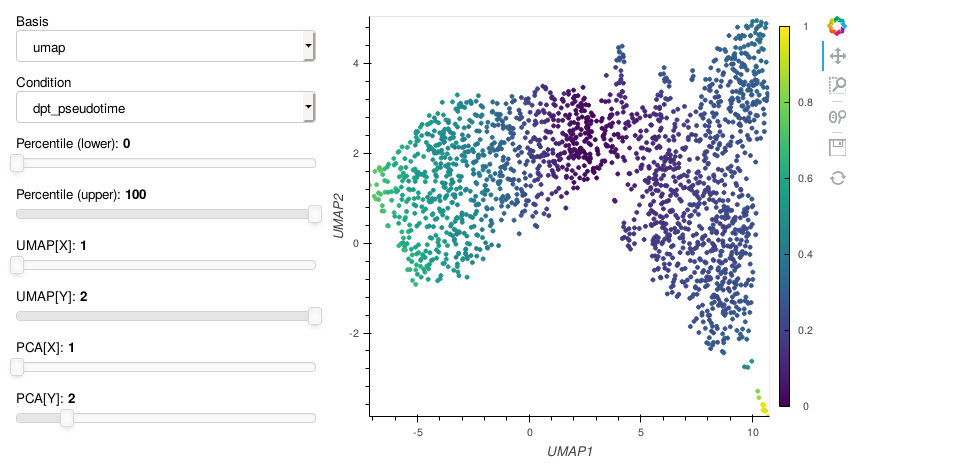 Basis
umap
Condition
dpt_pseudotime
Percentile (lower): 0
Percentile (upper): 100
UMAP[X]: 1
UMAP[Y]: 2
PCA[X]: 1
PCA[Y]: 2
UMAP2
4
2
0
-2
-5
0
5
10
UMAP1
1
0.8
0.6
0.4
0.2
0